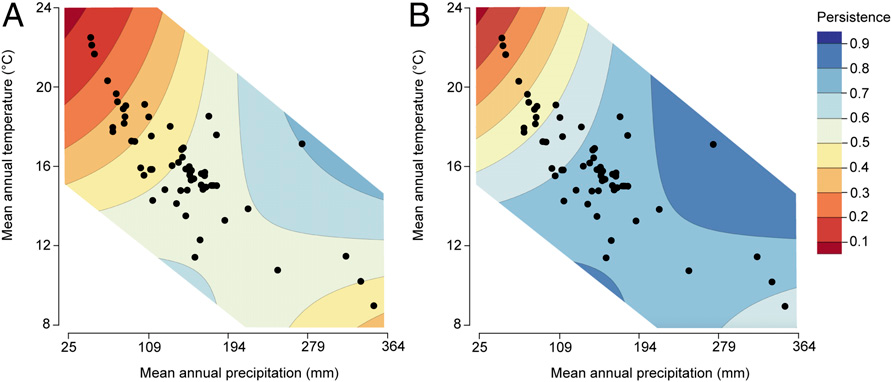 A
B
Persistence
24
20
16
12
8
Mean annual temperature (°C)
25 109 194 279 364
Mean annual precipitation (mm)
24
20
16
12
8
Mean annual temperature (°C)
25 109 194 279 364
Mean annual precipitation (mm)
0.9
0.8
0.7
0.6
0.5
0.4
0.3
0.2
0.1